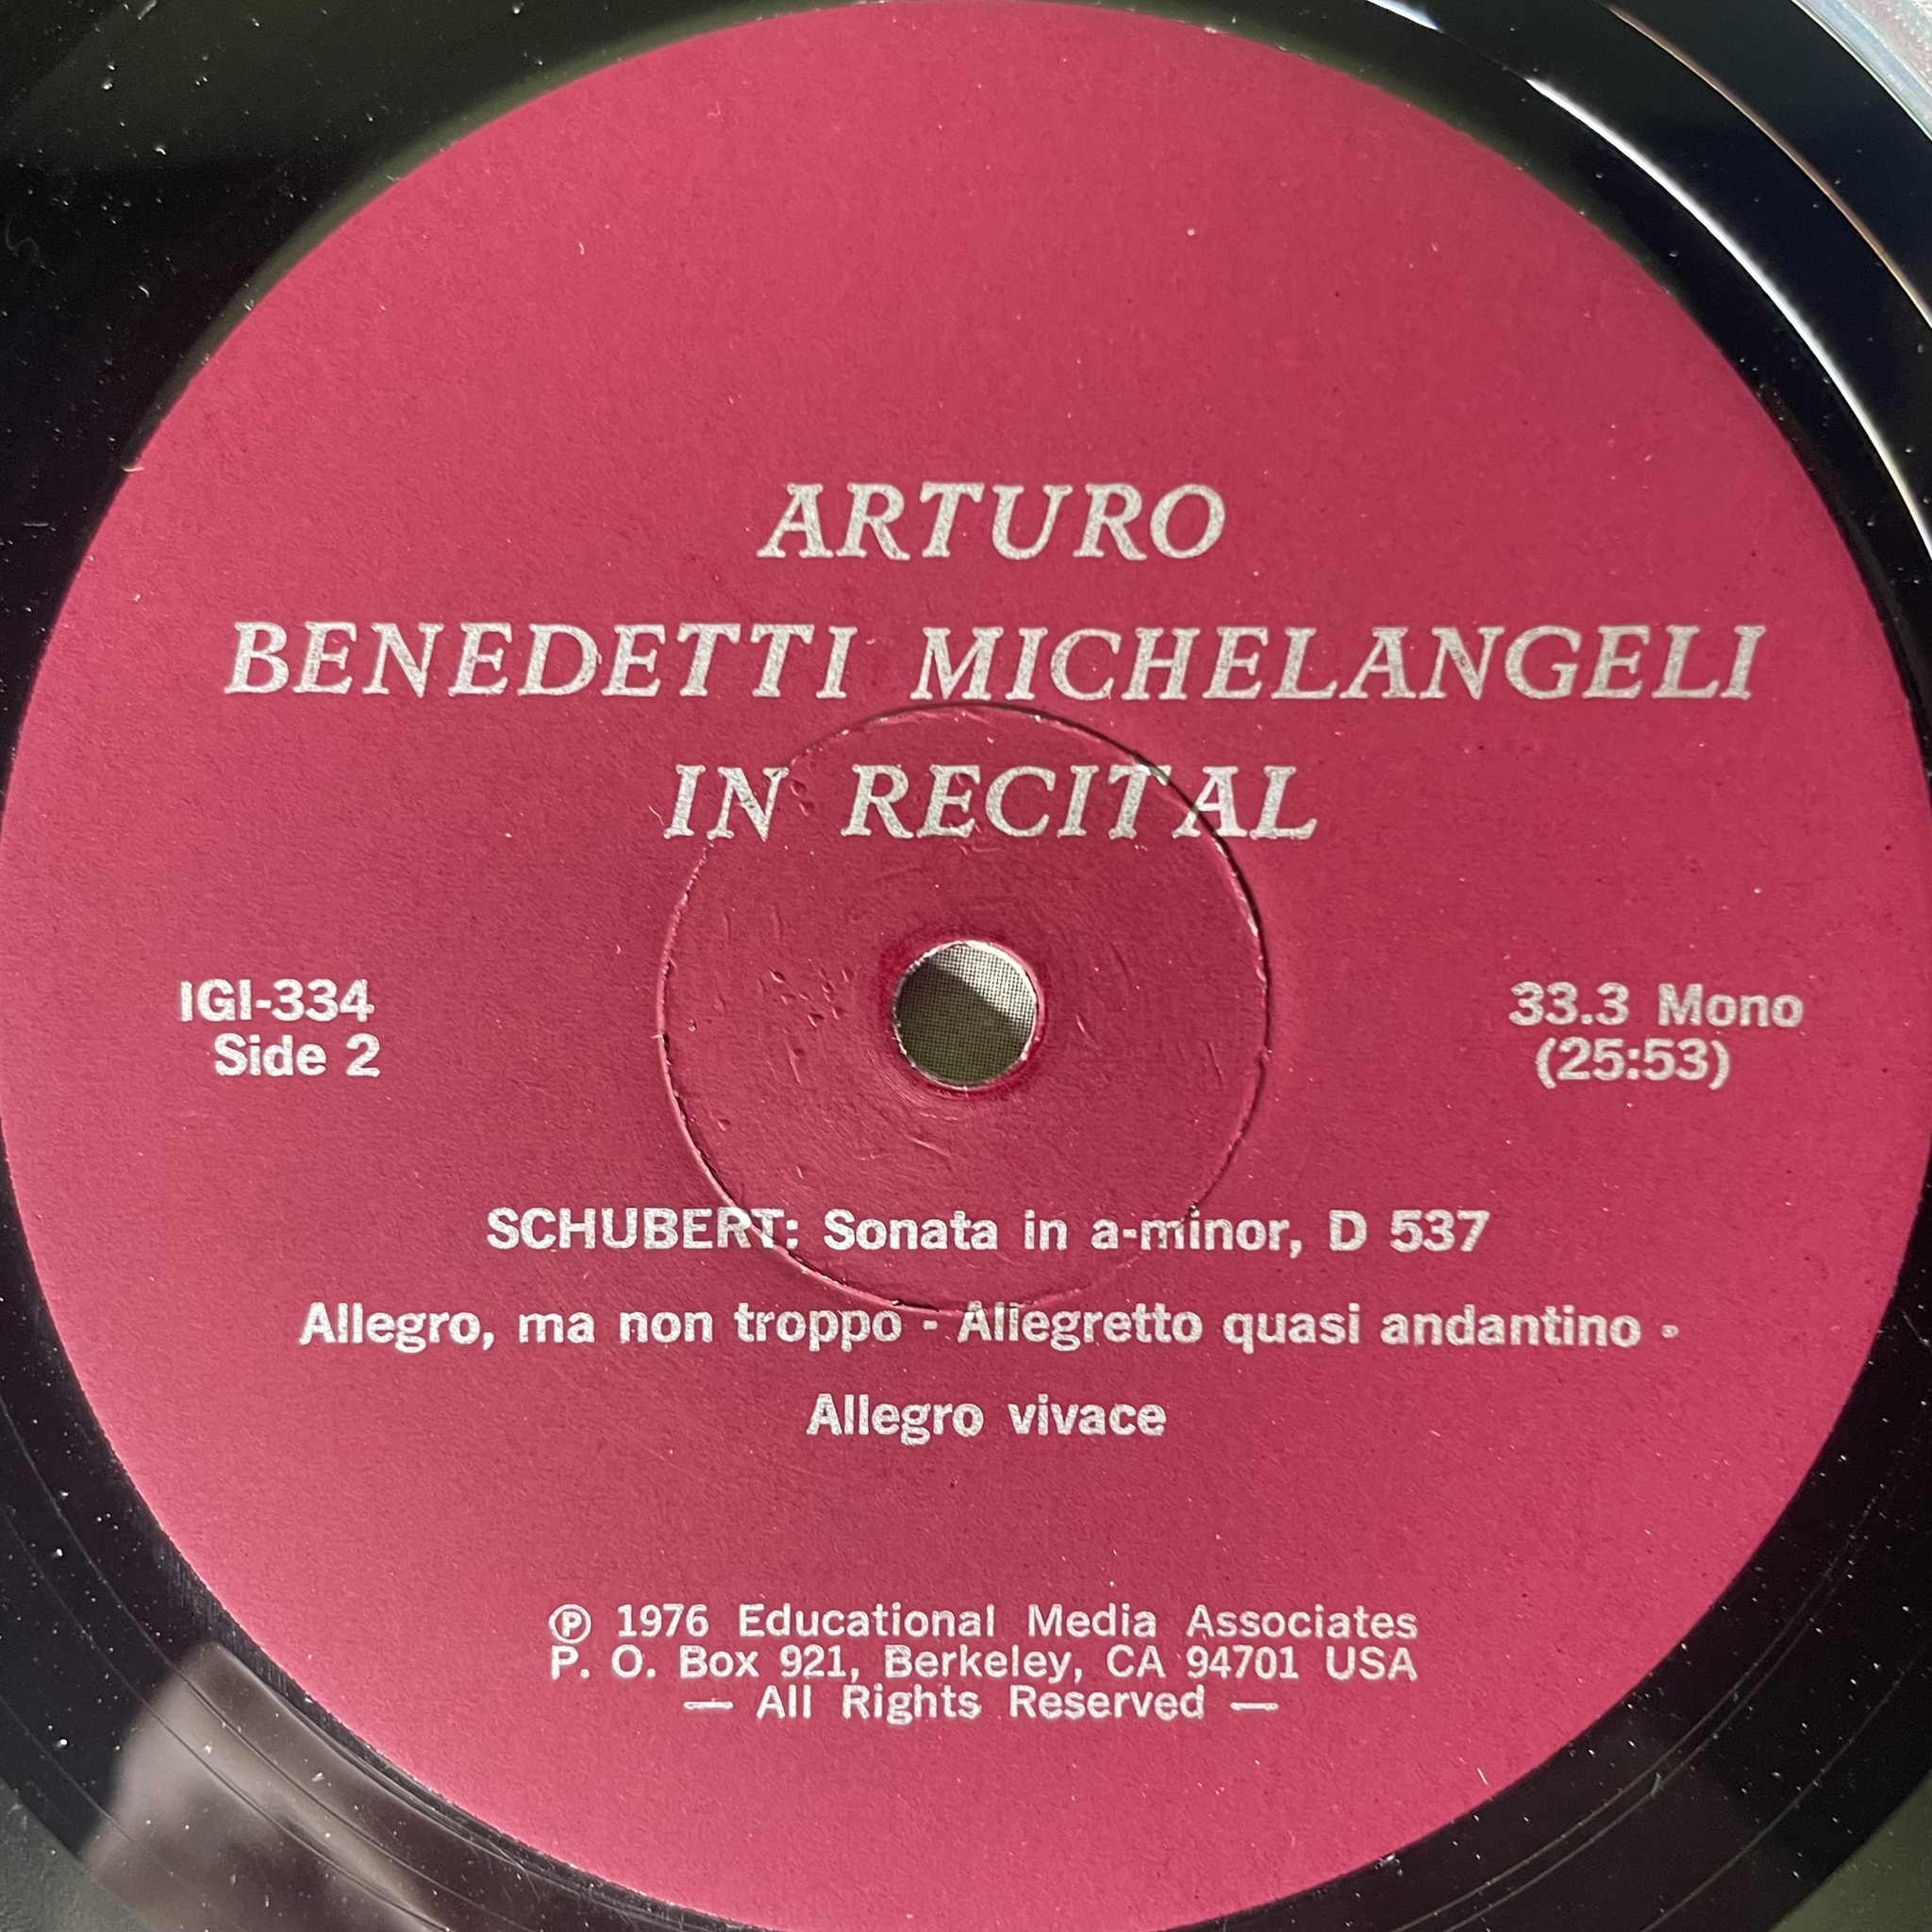 ARTURO
BENEDETTI MICHELANGELI
IN RECITAL
IGI-334
Side 2
33.3 Mono
(25:53)
SCHUBERT: Sonata in a-minor, D 537
Allegro, ma non troppo - Allegretto quasi andantino -
Allegro vivace
℗ 1976 Educational Media Associates
P. O. Box 921, Berkeley, CA 94701 USA
— All Rights Reserved —